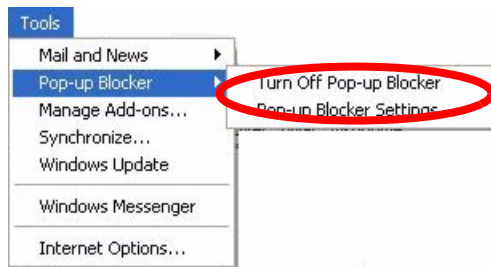 Tools
Mail and News
Pop-up Blocker
Turn Off Pop-up Blocker
Manage Add-ons...
Pop-up Blocker Settings
Synchronize...
Windows Update
Windows Messenger
Internet Options...